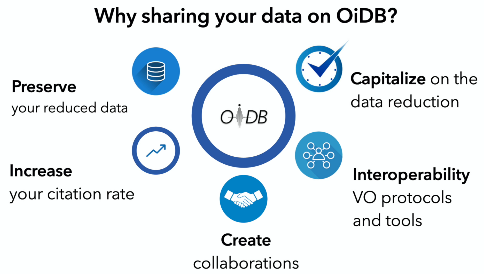 Why sharing your data on OiDB?
Preserve
your reduced data
Increase
your citation rate
OiDB
Create
collaborations
Capitalize on the
data reduction
Interoperability
VO protocols
and tools